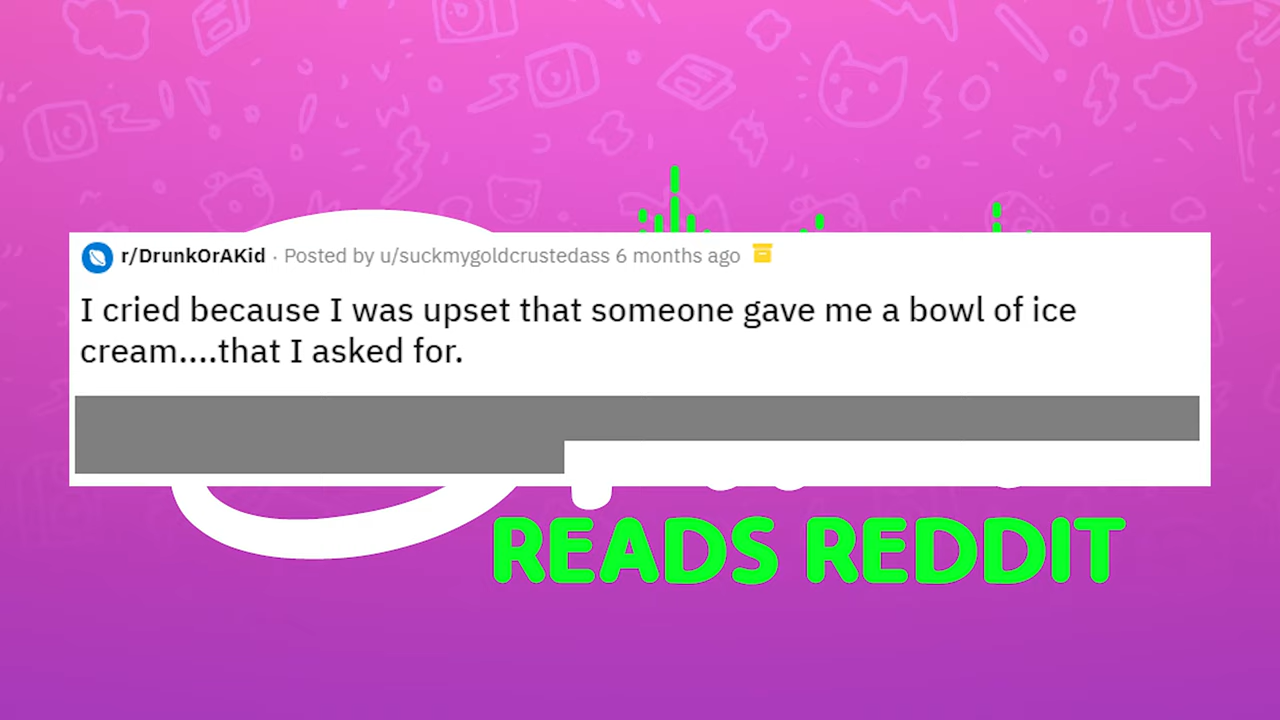 r/DrunkOrAKid · Posted by u/suckmygoldcrustedass 6 months ago
I cried because I was upset that someone gave me a bowl of ice
cream....that I asked for.
READS REDDIT